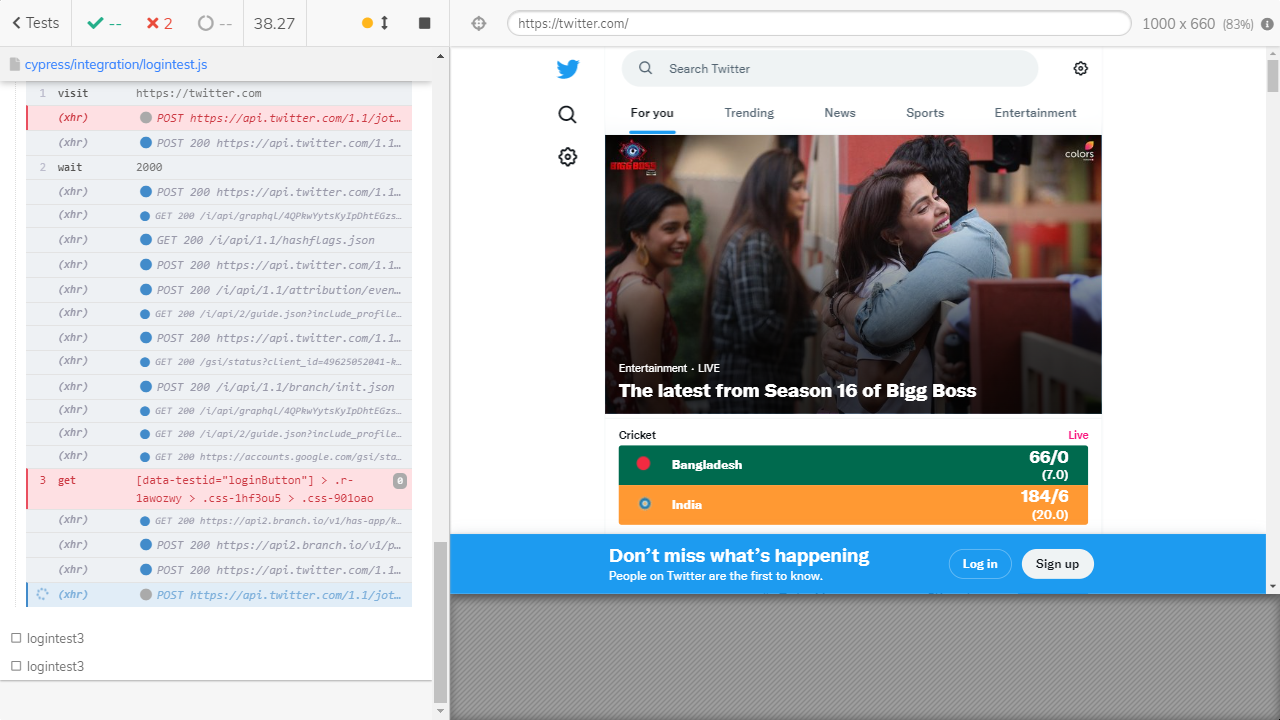 Tests
--
2
--
38.27
https://twitter.com/
1000 x 660 (83%)
cypress/integration/logintest.js
1 visit https://twitter.com
(xhr) POST https://api.twitter.com/1.1/jot…
(xhr) POST 200 https://api.twitter.com/1.1…
2 wait 2000
(xhr) POST 200 https://api.twitter.com/1.1…
(xhr) GET 200 /i/api/graphql/4QPkwYytsKyIpDhtEGzs…
(xhr) GET 200 /i/api/1.1/hashflags.json
(xhr) POST 200 https://api.twitter.com/1.1…
(xhr) POST 200 /i/api/1.1/attribution/even…
(xhr) GET 200 /i/api/2/guide.json?include_profile…
(xhr) POST 200 https://api.twitter.com/1.1…
(xhr) GET 200 /gsi/status?client_id=49625052041-k…
(xhr) POST 200 /i/api/1.1/branch/init.json
(xhr) GET 200 /i/api/graphql/4QPkwYytsKyIpDhtEGzs…
(xhr) GET 200 /i/api/2/guide.json?include_profile…
(xhr) GET 200 https://accounts.google.com/gsi/sta…
3 get [data-testid="loginButton"] > .r-
1awozwy > .css-1hf3ou5 > .css-901oao
0
(xhr) GET 200 https://api2.branch.io/v1/has-app/k…
(xhr) POST 200 https://api2.branch.io/v1/p…
(xhr) POST 200 https://api.twitter.com/1.1…
(xhr) POST https://api.twitter.com/1.1/jot…
logintest3
logintest3
Search Twitter
For you
Trending
News
Sports
Entertainment
BIGG BOSS
colors
Entertainment · LIVE
The latest from Season 16 of Bigg Boss
Cricket
Live
Bangladesh
66/0
(7.0)
India
184/6
(20.0)
Don’t miss what’s happening
People on Twitter are the first to know.
Log in
Sign up